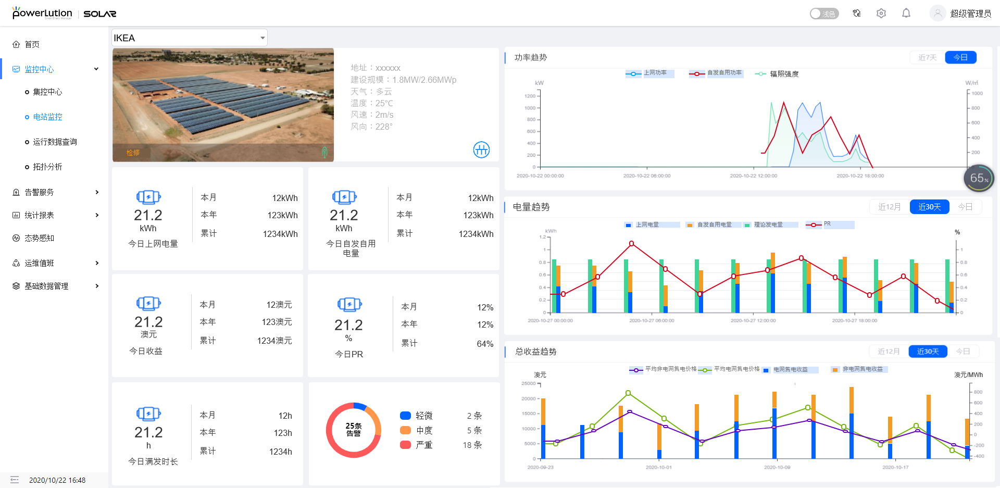 powerLution
SOLAR
浅色
超级管理员
首页
监控中心
集控中心
电站监控
运行数据查询
拓扑分析
告警服务
统计报表
态势感知
运维值班
基础数据管理
2020/10/22 16:48
IKEA
检修
地址：xxxxxx
建设规模：1.8MW/2.66MWp
天气：多云
温度：25°C
风速：2m/s
风向：228°
21.2
kWh
今日上网电量
本月 12kWh
本年 123kWh
累计 1234kWh
21.2
kWh
今日自发自用
电量
本月 12kWh
本年 123kWh
累计 1234kWh
21.2
澳元
今日收益
本月 12澳元
本年 123澳元
累计 1234澳元
21.2
%
今日PR
本月 12%
本年 12%
累计 64%
21.2
h
今日满发时长
本月 12h
本年 123h
累计 1234h
25条
告警
轻微 2 条
中度 5 条
严重 18 条
功率趋势
近7天 今日
上网功率 自发自用功率 辐照强度
kW W/㎡
1200
1000
800
600
400
200
0
1000
800
600
400
200
2020-10-22 00:00:00 2020-10-22 06:00:00 2020-10-22 12:00:00 2020-10-22 18:00:00
65%
电量趋势
近12月 近30天 今日
上网电量 自发自用电量 理论发电量 PR
kWh %
1.2
1
0.8
0.6
0.4
0.2
0
1
0.8
0.6
0.4
0.2
0
2020-10-27 00:00:00 2020-10-27 06:00:00 2020-10-27 12:00:00 2020-10-27 18:00:00
总收益趋势
近12月 近30天 今日
平均非电网售电价格 平均电网售电价格 电网售电收益 非电网售电收益
澳元 澳元/MWh
25000
20000
15000
10000
5000
0
800
600
400
200
0
-200
-400
2020-09-23 2020-10-01 2020-10-09 2020-10-17